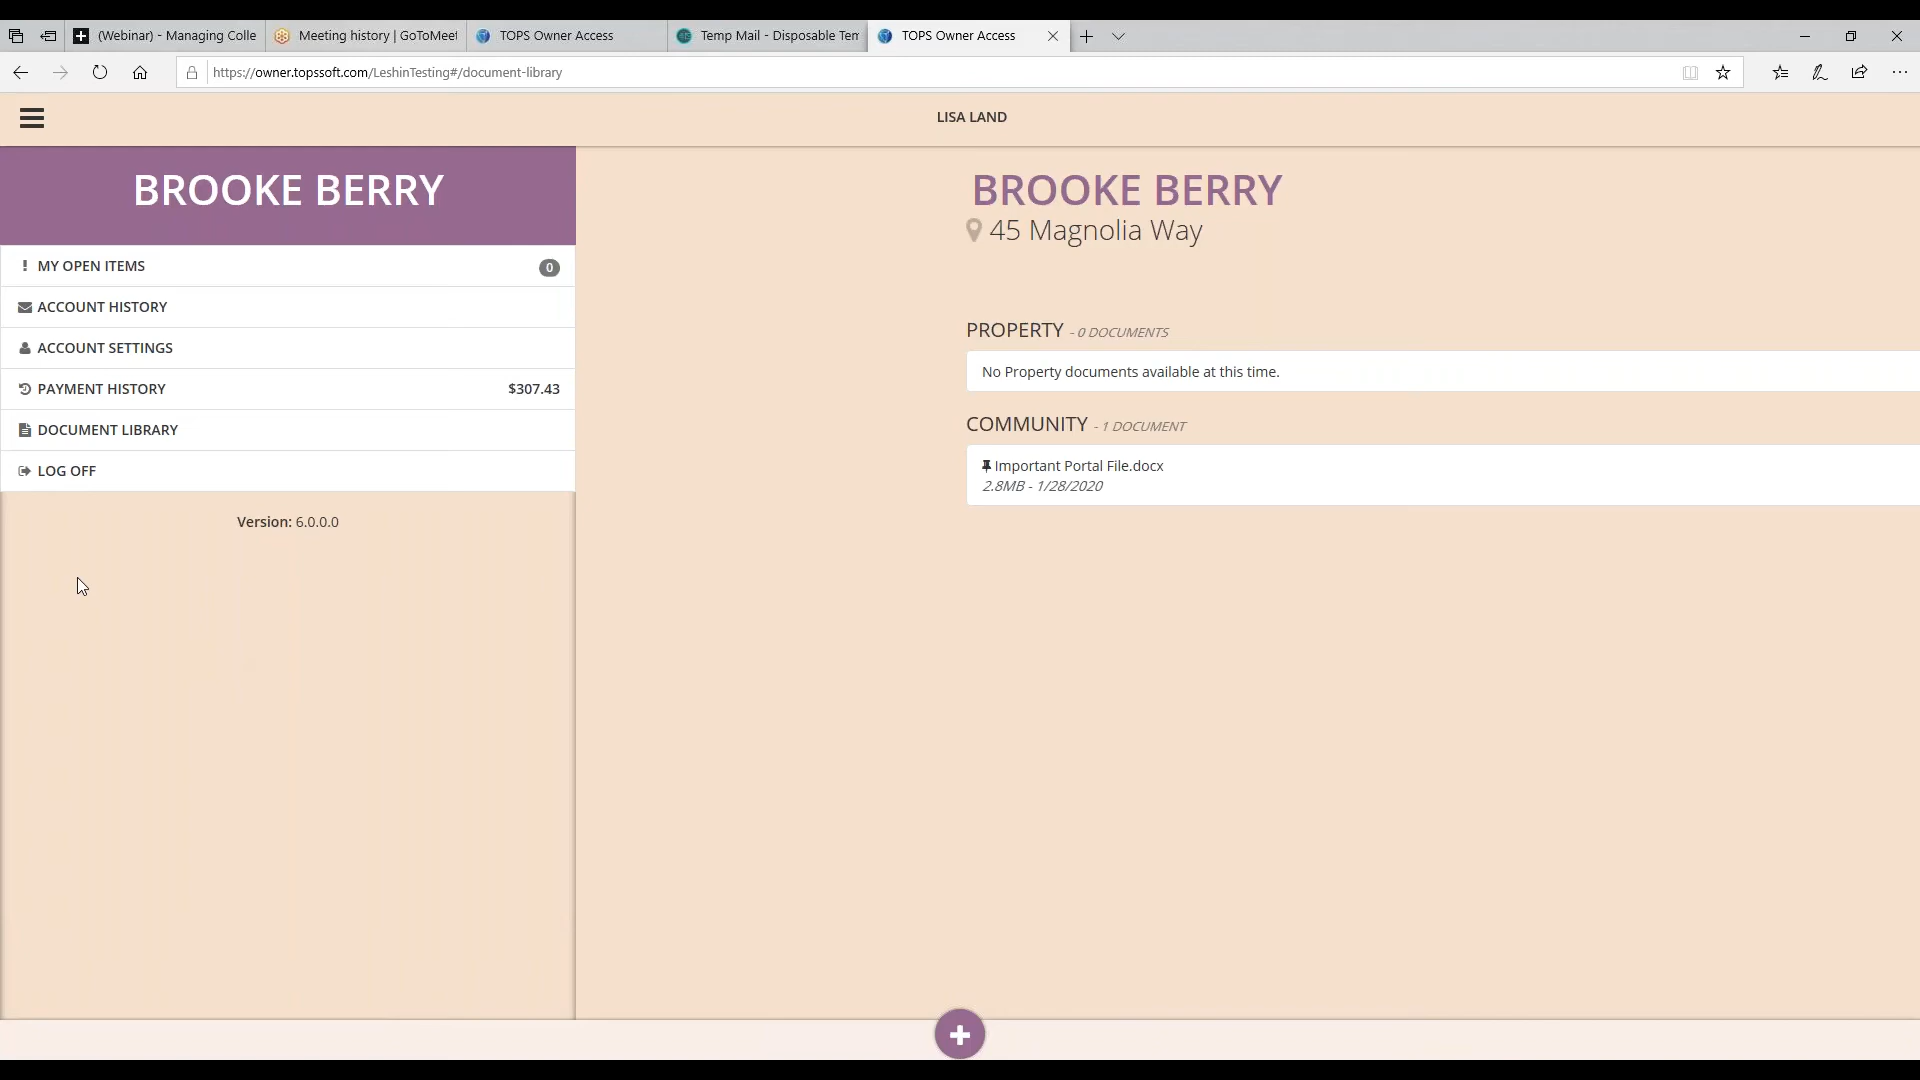 (Webinar) - Managing Colle
Meeting history | GoToMeet
TOPS Owner Access
Temp Mail - Disposable Tem
TOPS Owner Access
https://owner.topssoft.com/LeshinTesting#/document-library
LISA LAND
BROOKE BERRY
MY OPEN ITEMS 0
ACCOUNT HISTORY
ACCOUNT SETTINGS
PAYMENT HISTORY $307.43
DOCUMENT LIBRARY
LOG OFF
Version: 6.0.0.0
BROOKE BERRY
45 Magnolia Way
PROPERTY - 0 DOCUMENTS
No Property documents available at this time.
COMMUNITY - 1 DOCUMENT
Important Portal File.docx
2.8MB - 1/28/2020